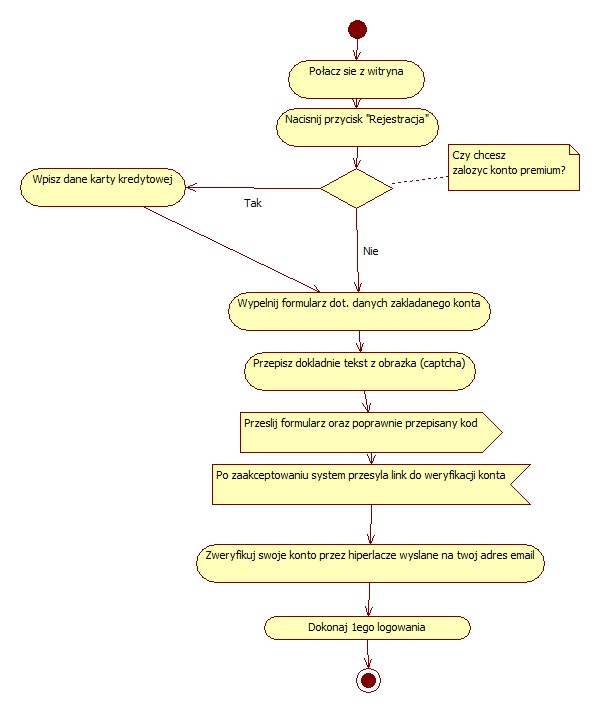 Połacz sie z witryna
Nacisnij przycisk "Rejestracja"
Czy chcesz
zalozyc konto premium?
Wpisz dane karty kredytowej
Tak
Nie
Wypelnij formularz dot. danych zakladanego konta
Przepisz dokladnie tekst z obrazka (captcha)
Przeslij formularz oraz poprawnie przepisany kod
Po zaakceptowaniu system przesyla link do weryfikacji konta
Zweryfikuj swoje konto przez hiperlacze wyslane na twoj adres email
Dokonaj 1ego logowania